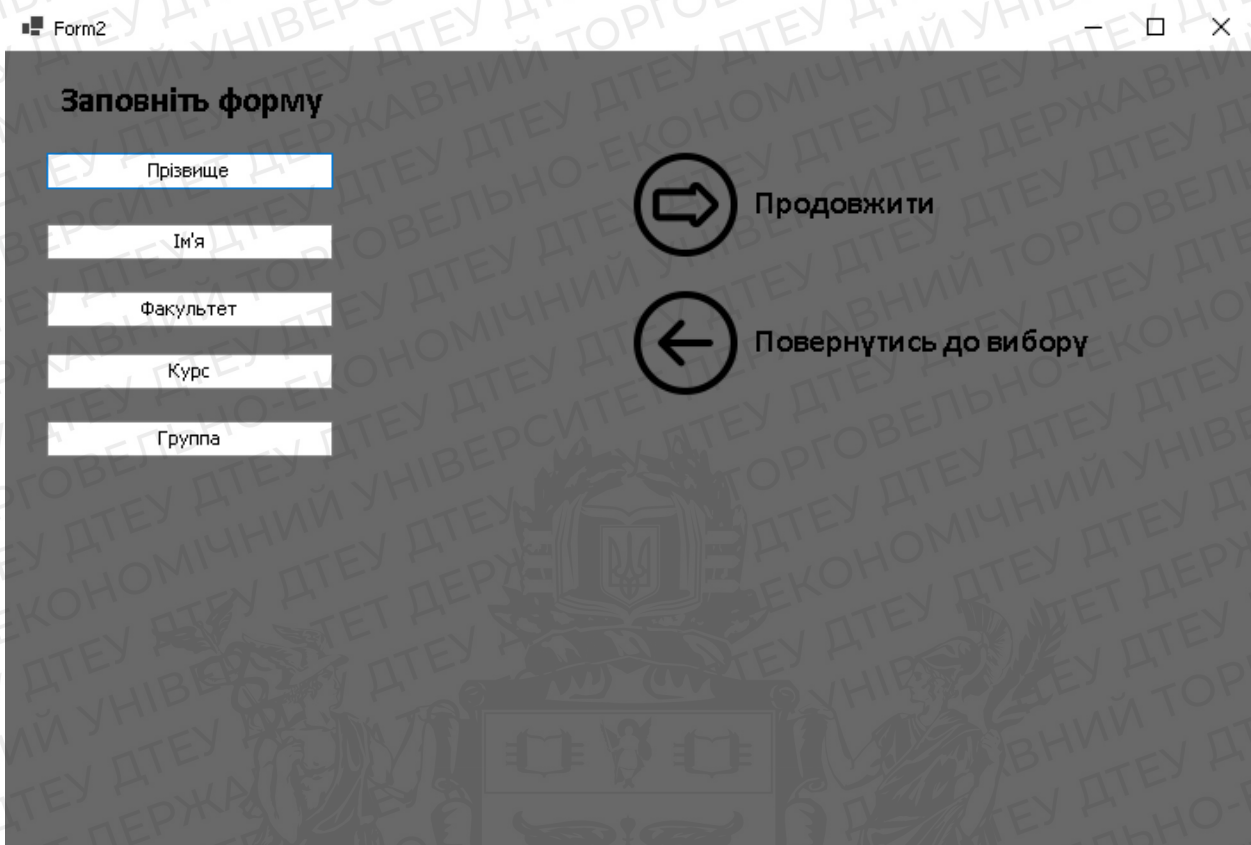 Form2
Заповніть форму
Прізвище
Ім'я
Факультет
Курс
Группа
Продовжити
Повернутись до вибору